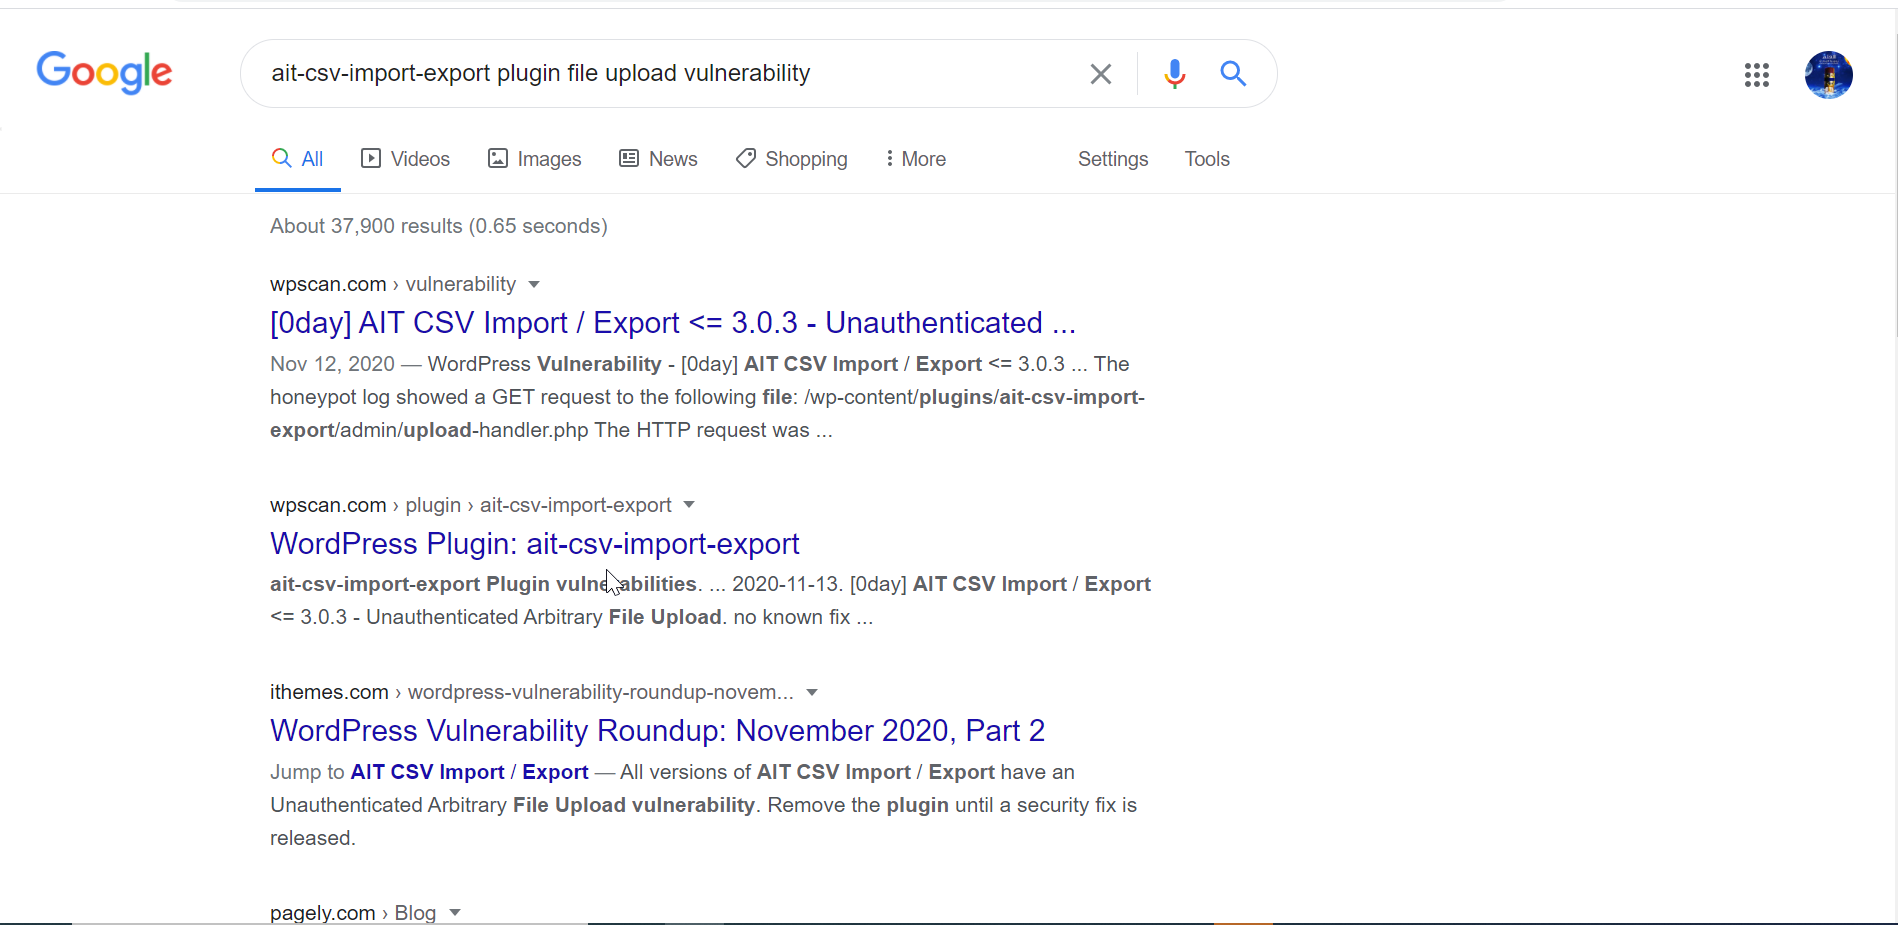 Google
ait-csv-import-export plugin file upload vulnerability
All Videos Images News Shopping More Settings Tools
About 37,900 results (0.65 seconds)
wpscan.com › vulnerability
[0day] AIT CSV Import / Export <= 3.0.3 - Unauthenticated ...
Nov 12, 2020 — WordPress Vulnerability - [0day] AIT CSV Import / Export <= 3.0.3 ... The
honeypot log showed a GET request to the following file: /wp-content/plugins/ait-csv-import-
export/admin/upload-handler.php The HTTP request was ...
wpscan.com › plugin › ait-csv-import-export
WordPress Plugin: ait-csv-import-export
ait-csv-import-export Plugin vulnerabilities. ... 2020-11-13. [0day] AIT CSV Import / Export
<= 3.0.3 - Unauthenticated Arbitrary File Upload. no known fix ...
ithemes.com › wordpress-vulnerability-roundup-novem...
WordPress Vulnerability Roundup: November 2020, Part 2
Jump to AIT CSV Import / Export — All versions of AIT CSV Import / Export have an
Unauthenticated Arbitrary File Upload vulnerability. Remove the plugin until a security fix is
released.
pagely.com › Blog